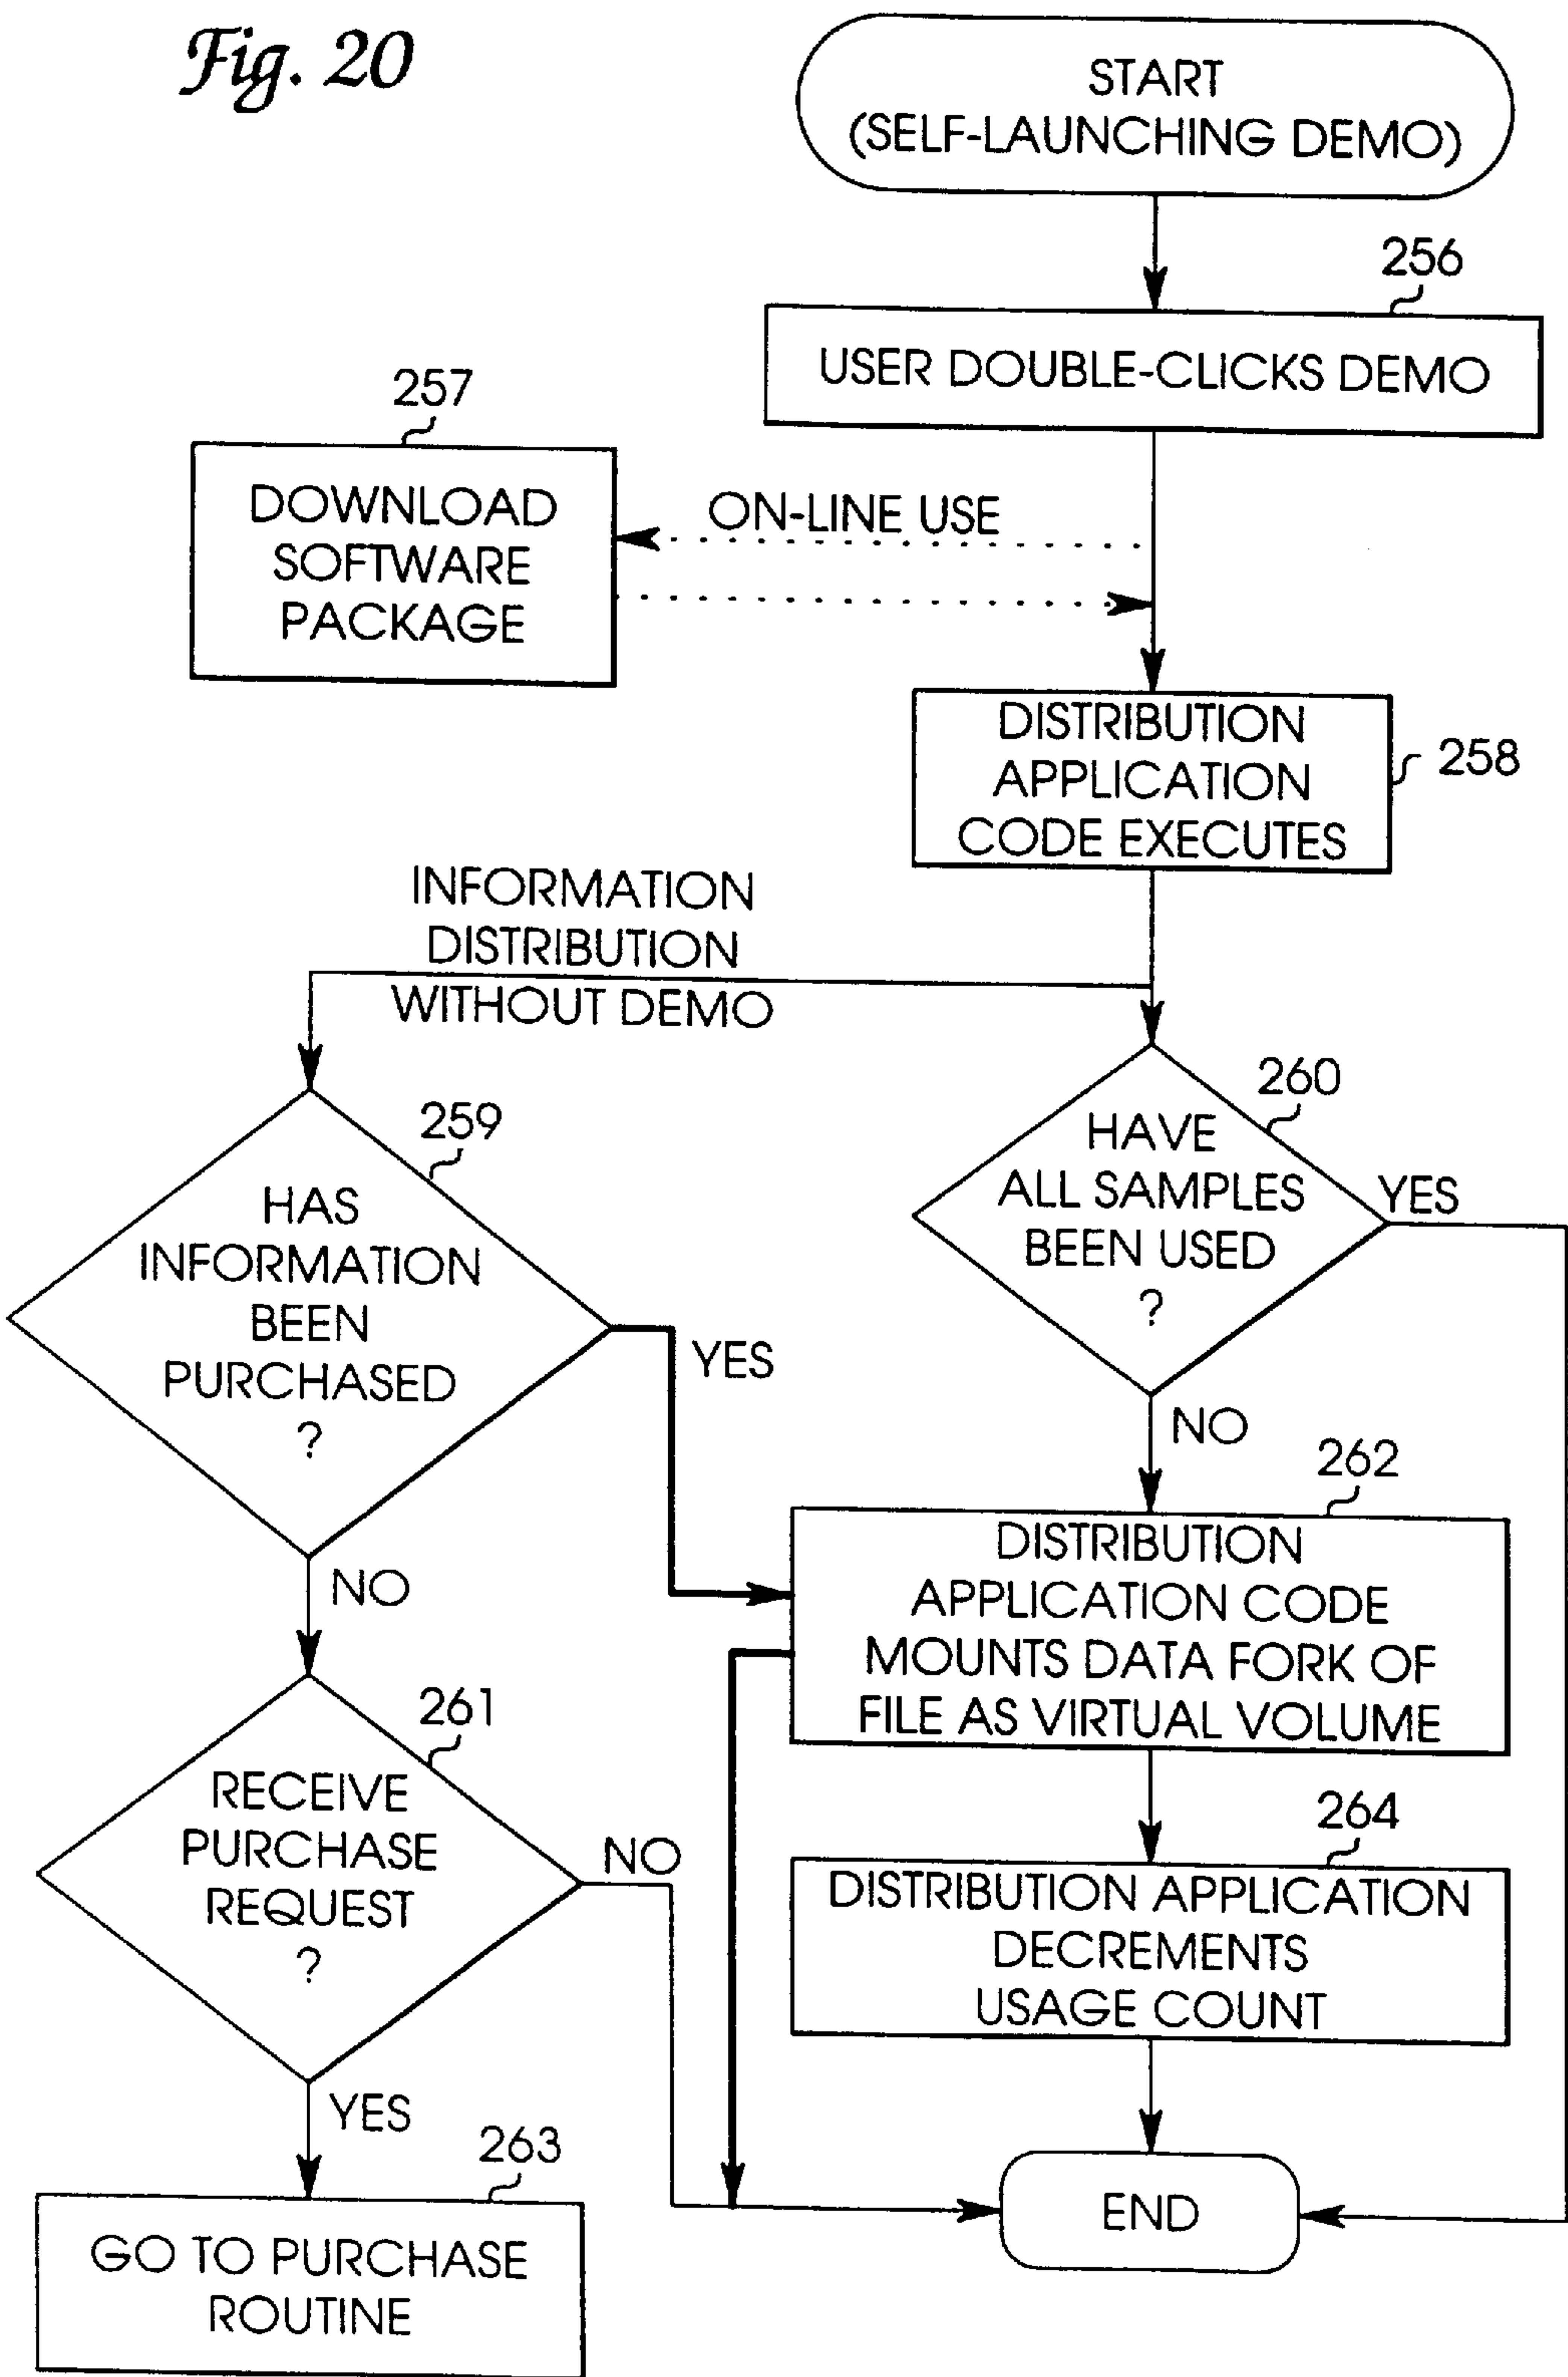 Fig. 20
START
(SELF-LAUNCHING DEMO)
256
USER DOUBLE-CLICKS DEMO
257
DOWNLOAD
SOFTWARE
PACKAGE
ON-LINE USE
DISTRIBUTION
APPLICATION
CODE EXECUTES
258
INFORMATION
DISTRIBUTION
WITHOUT DEMO
259
HAS
INFORMATION
BEEN
PURCHASED
?
YES
NO
260
HAVE
ALL SAMPLES
BEEN USED
?
YES
NO
262
DISTRIBUTION
APPLICATION CODE
MOUNTS DATA FORK OF
FILE AS VIRTUAL VOLUME
261
RECEIVE
PURCHASE
REQUEST
?
NO
YES
264
DISTRIBUTION APPLICATION
DECREMENTS
USAGE COUNT
263
GO TO PURCHASE
ROUTINE
END